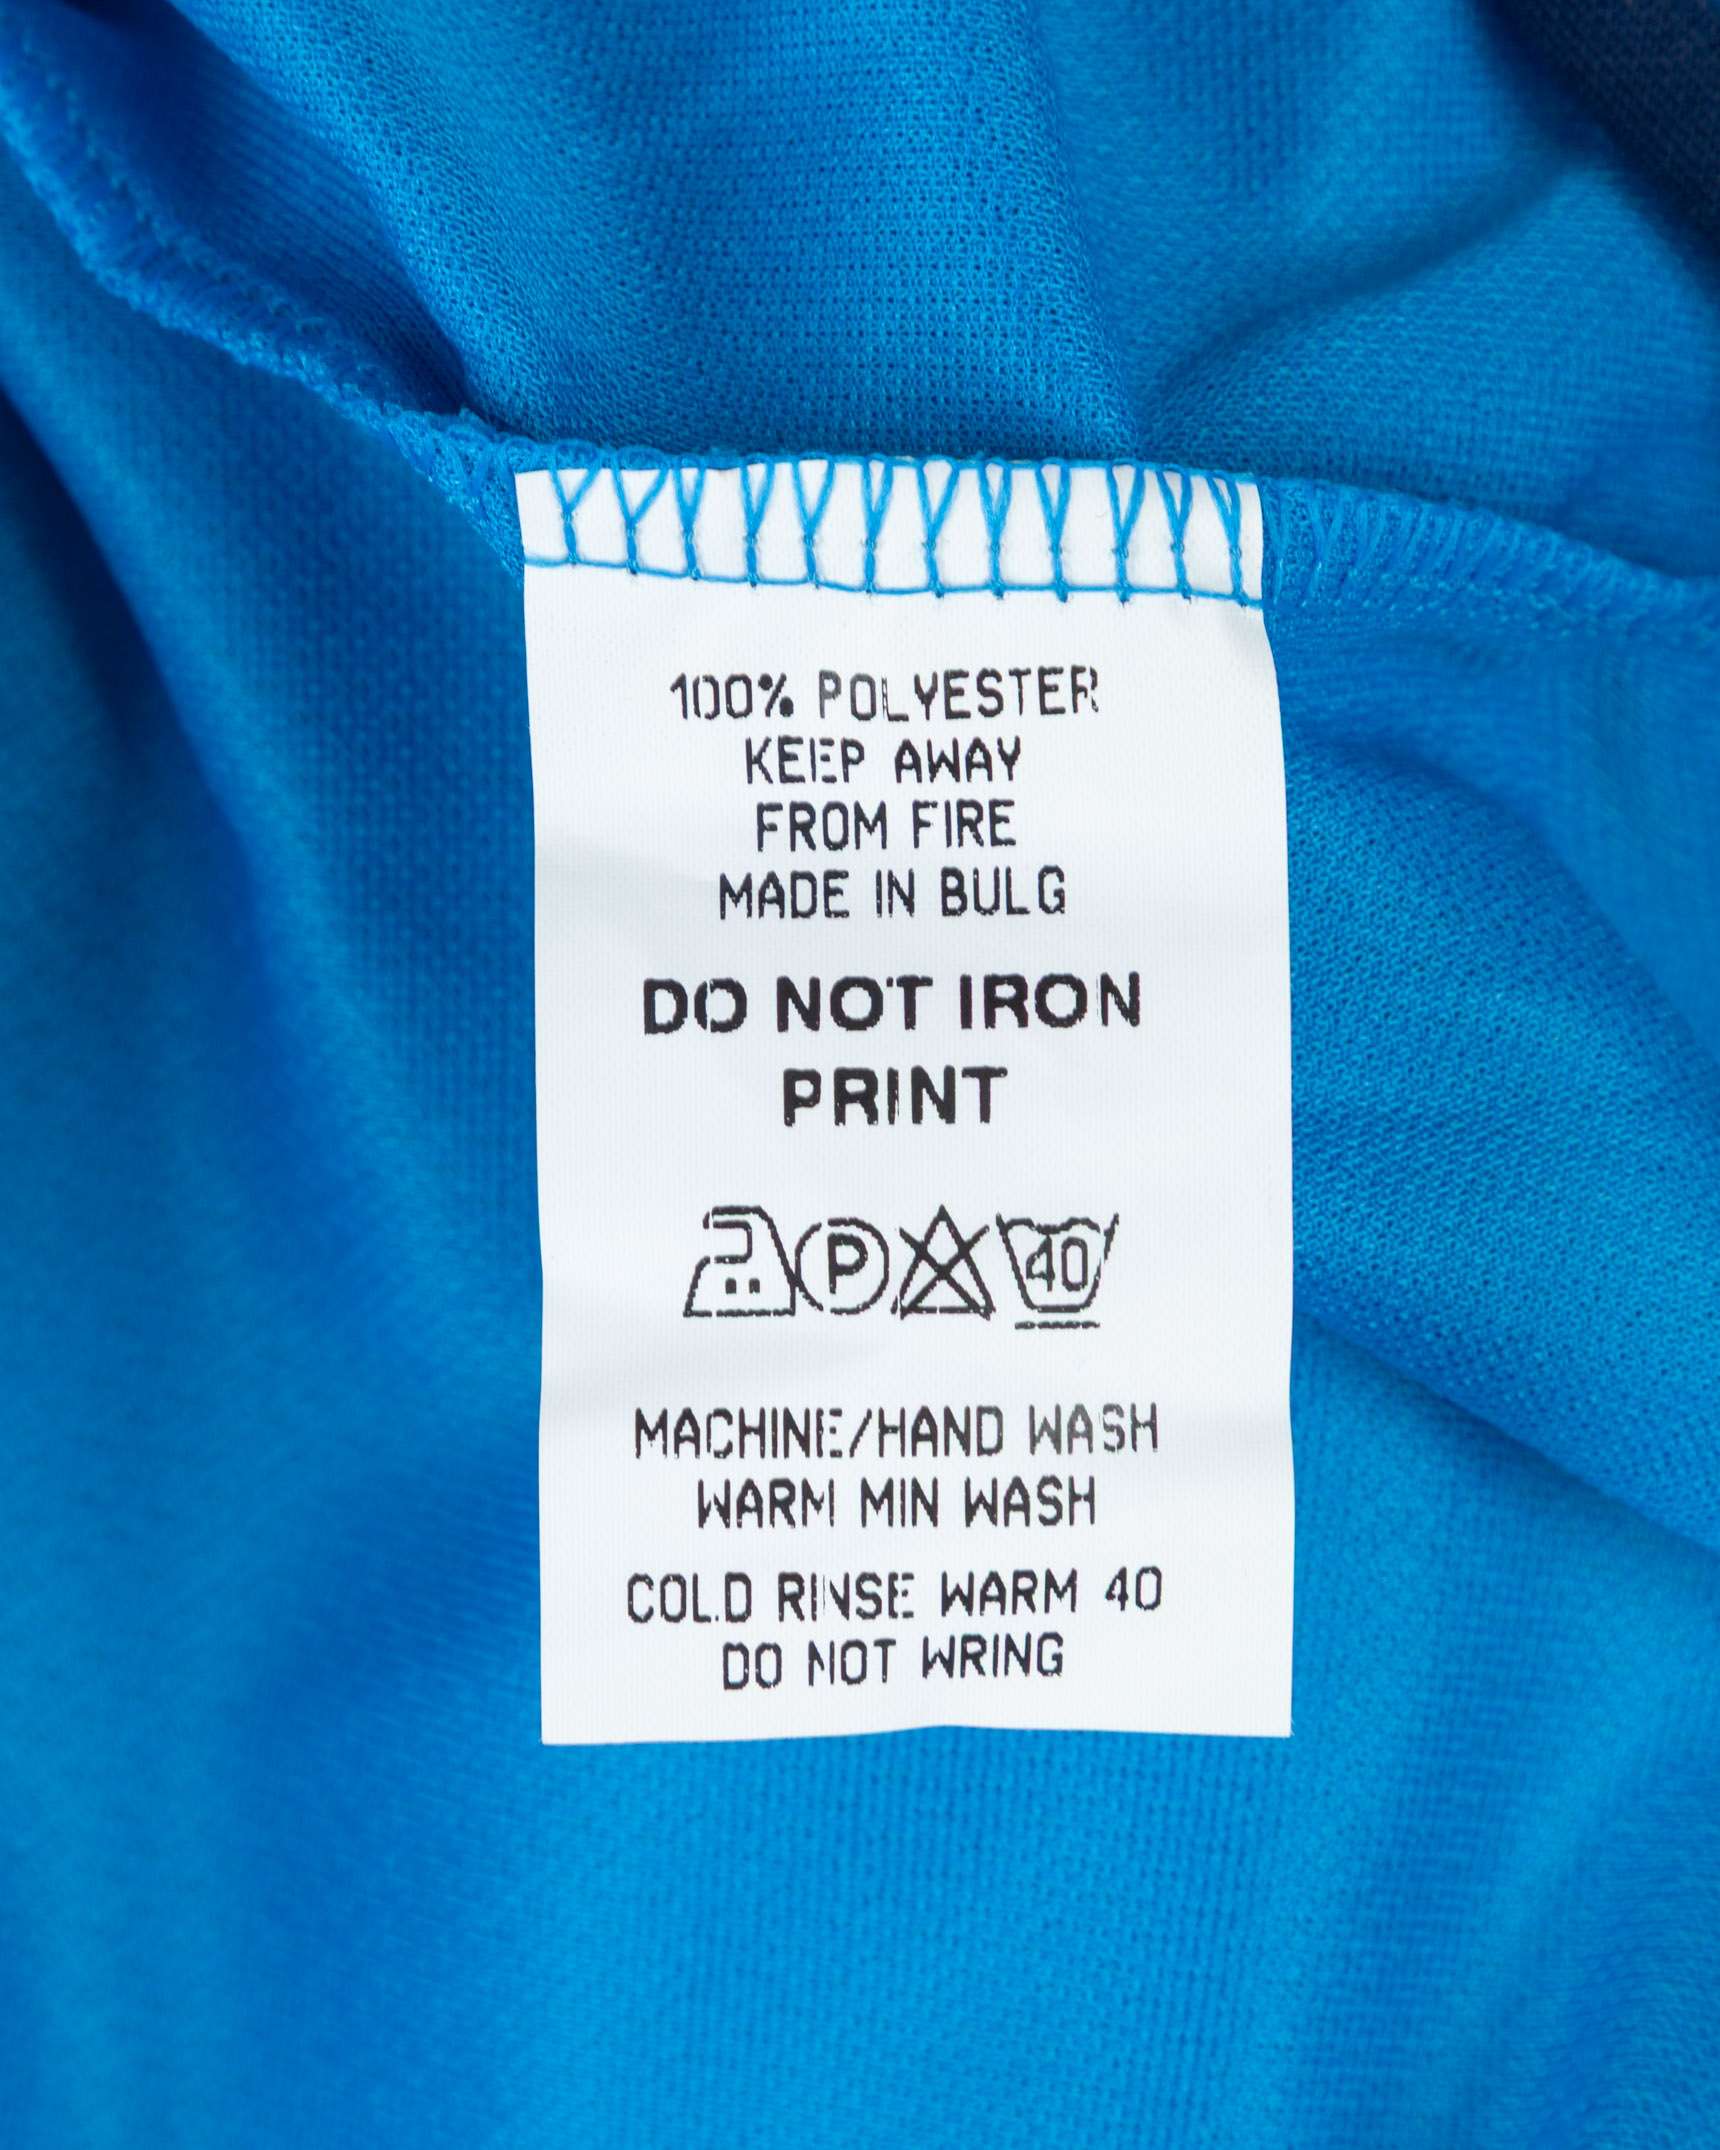 100% POLYESTER
KEEP AWAY
FROM FIRE
MADE IN BULG
DO NOT IRON
PRINT
P 40
MACHINE/HAND WASH
WARM MIN WASH
COLD RINSE WARM 40
DO NOT WRING